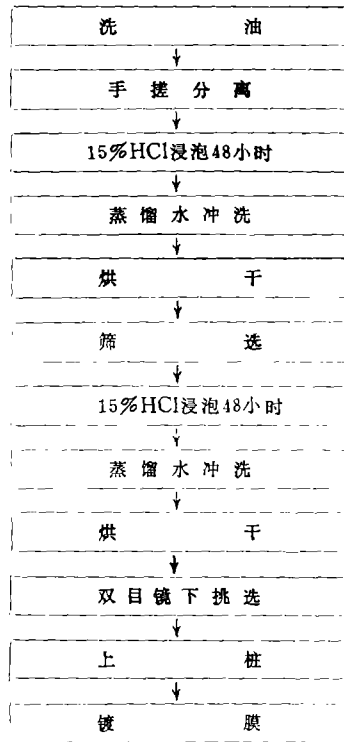 洗油
手搓分离
15%HCl浸泡48小时
蒸馏水冲洗
烘干
筛选
15%HCl浸泡48小时
蒸馏水冲洗
烘干
双目镜下挑选
上桩
镀膜